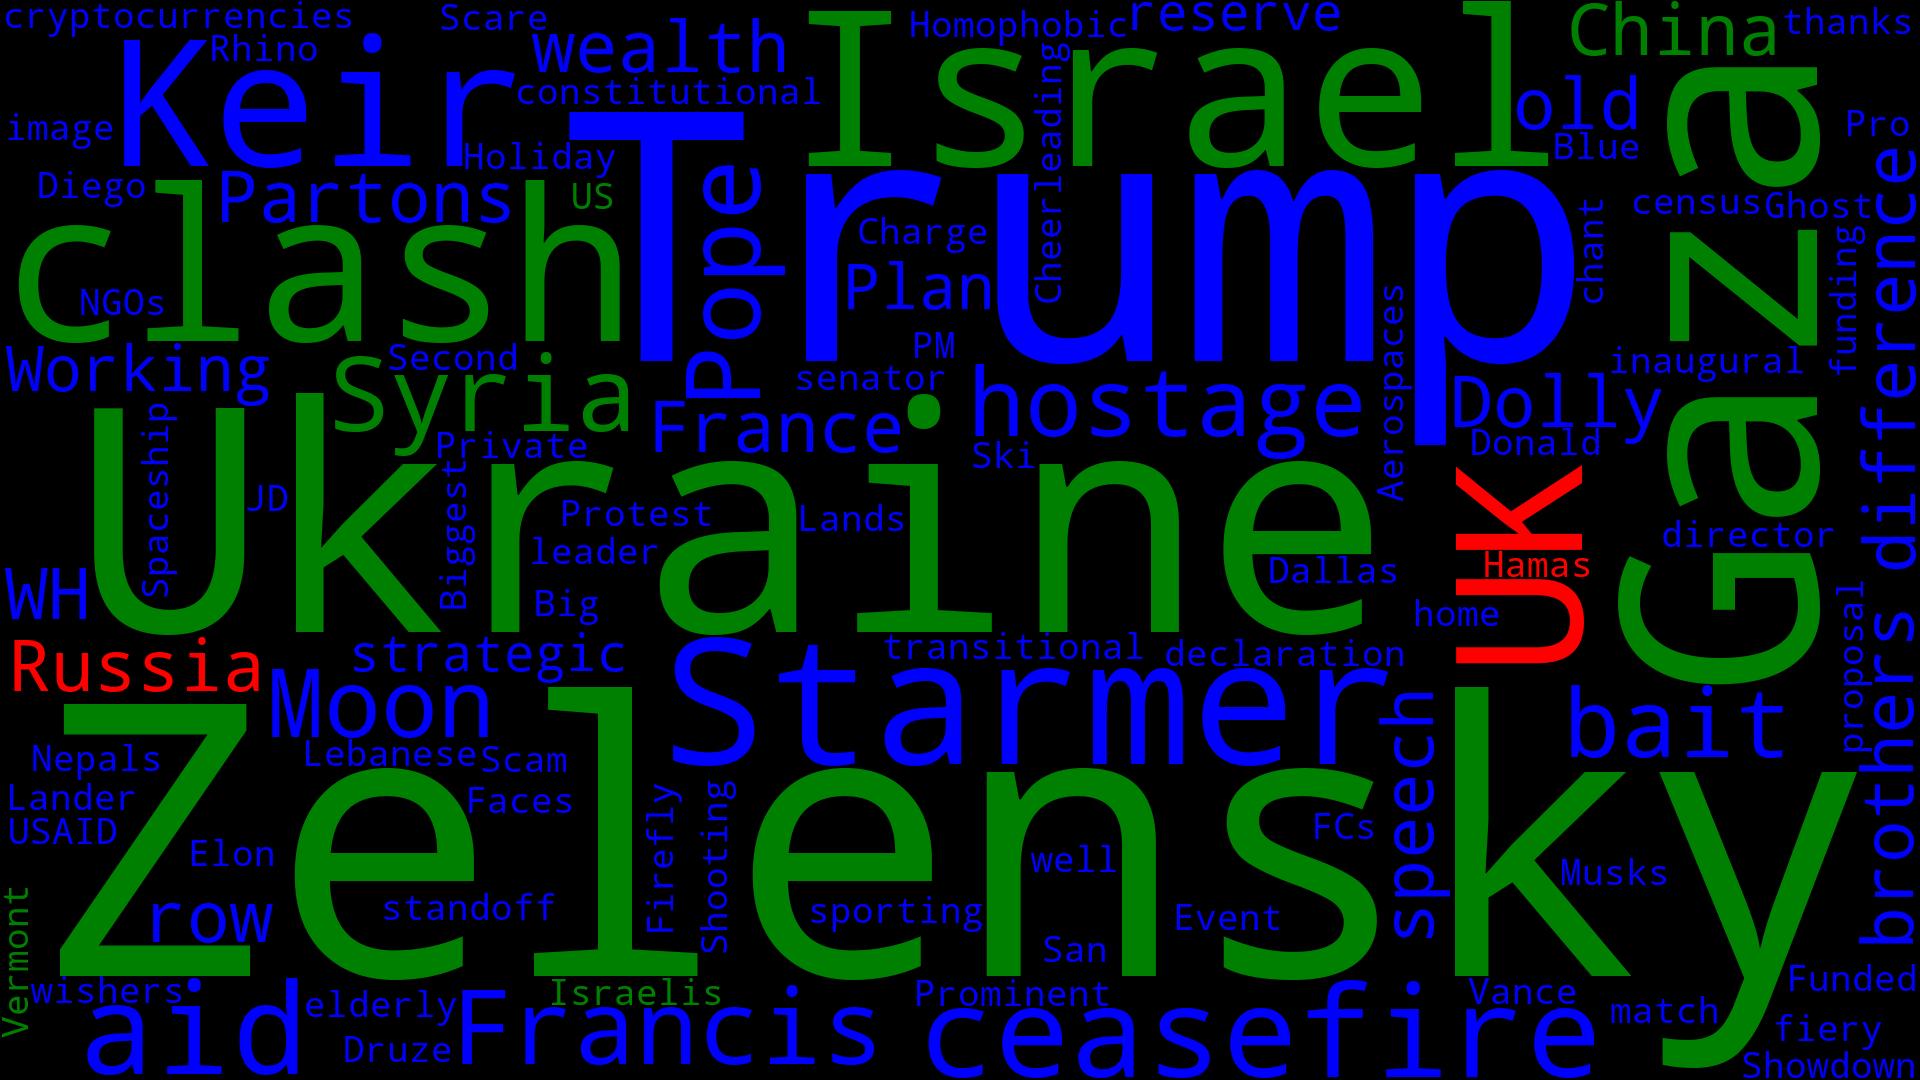 cryptocurrencies
Scare
Homophobic
reserve
China
thanks
Keir
Rhino
wealth
Israel
constitutional
old
image
Holiday
Blue
Pro
Trump
Cheerleading
Gaza
Diego
Partons
US
Pope
clash
Charge
census
Ghost
chant
funding
difference
NGOs
Plan
PM
Aerospaces
Working
Second
Syria
senator
hostage
inaugural
France
Dolly
Donald
Private
Ski
Ukraine
Spaceship
JD
Biggest
Protest
Lands
leader
UK
Hamas
director
Dallas
WH
Big
home
proposal
brothers
Russia
strategic
transitional
declaration
Moon
Starmer
speech
bait
Nepals
Lebanese
Scam
Zelensky
Lander
Faces
USAID
Firefly
Shooting
FCs
Elon
well
Musks
row
standoff
sporting
Event
San
Vermont
wishers
aid
elderly
Israelis
Francis
Prominent
ceasefire
Vance
match
Funded
Druze
fiery
Showdown